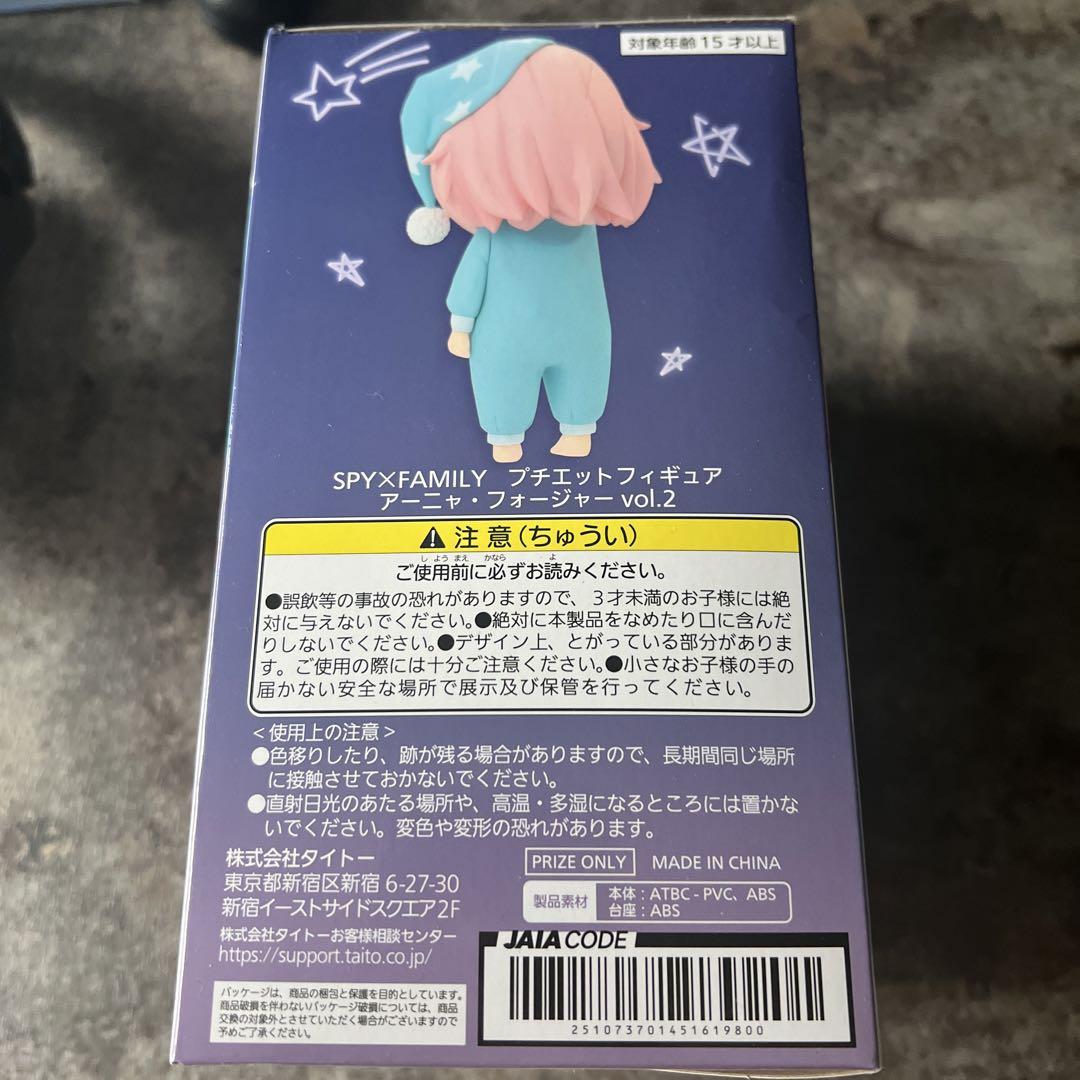 対象年齢15才以上
SPY×FAMILY プチエットフィギュア
アーニャ・フォージャー vol.2
注意(ちゅうい)
しようまえ かなら よ
ご使用前に必ずお読みください。
●誤飲等の事故の恐れがありますので、3才未満のお子様には絶
対に与えないでください。●絶対に本製品をなめたり口に含んだ
りしないでください。●デザイン上、とがっている部分がありま
す。ご使用の際には十分ご注意ください。●小さなお子様の手の
届かない安全な場所で展示及び保管を行ってください。
<使用上の注意>
●色移りしたり、跡が残る場合がありますので、長期間同じ場所
に接触させておかないでください。
●直射日光のあたる場所や、高温・多湿になるところには置かな
いでください。変色や変形の恐れがあります。
株式会社タイトー
東京都新宿区新宿 6-27-30
新宿イーストサイドスクエア2F
株式会社タイトーお客様相談センター
https://support.taito.co.jp/
パッケージは、商品の梱包と保護を目的としています。
商品破損を伴わないパッケージ破損については、商品
交換の対象外とさせていただく場合がございますので
予めご了承ください。
PRIZE ONLY MADE IN CHINA
製品素材 本体:ATBC-PVC、ABS
台座:ABS
JAIA CODE
251073701451619800